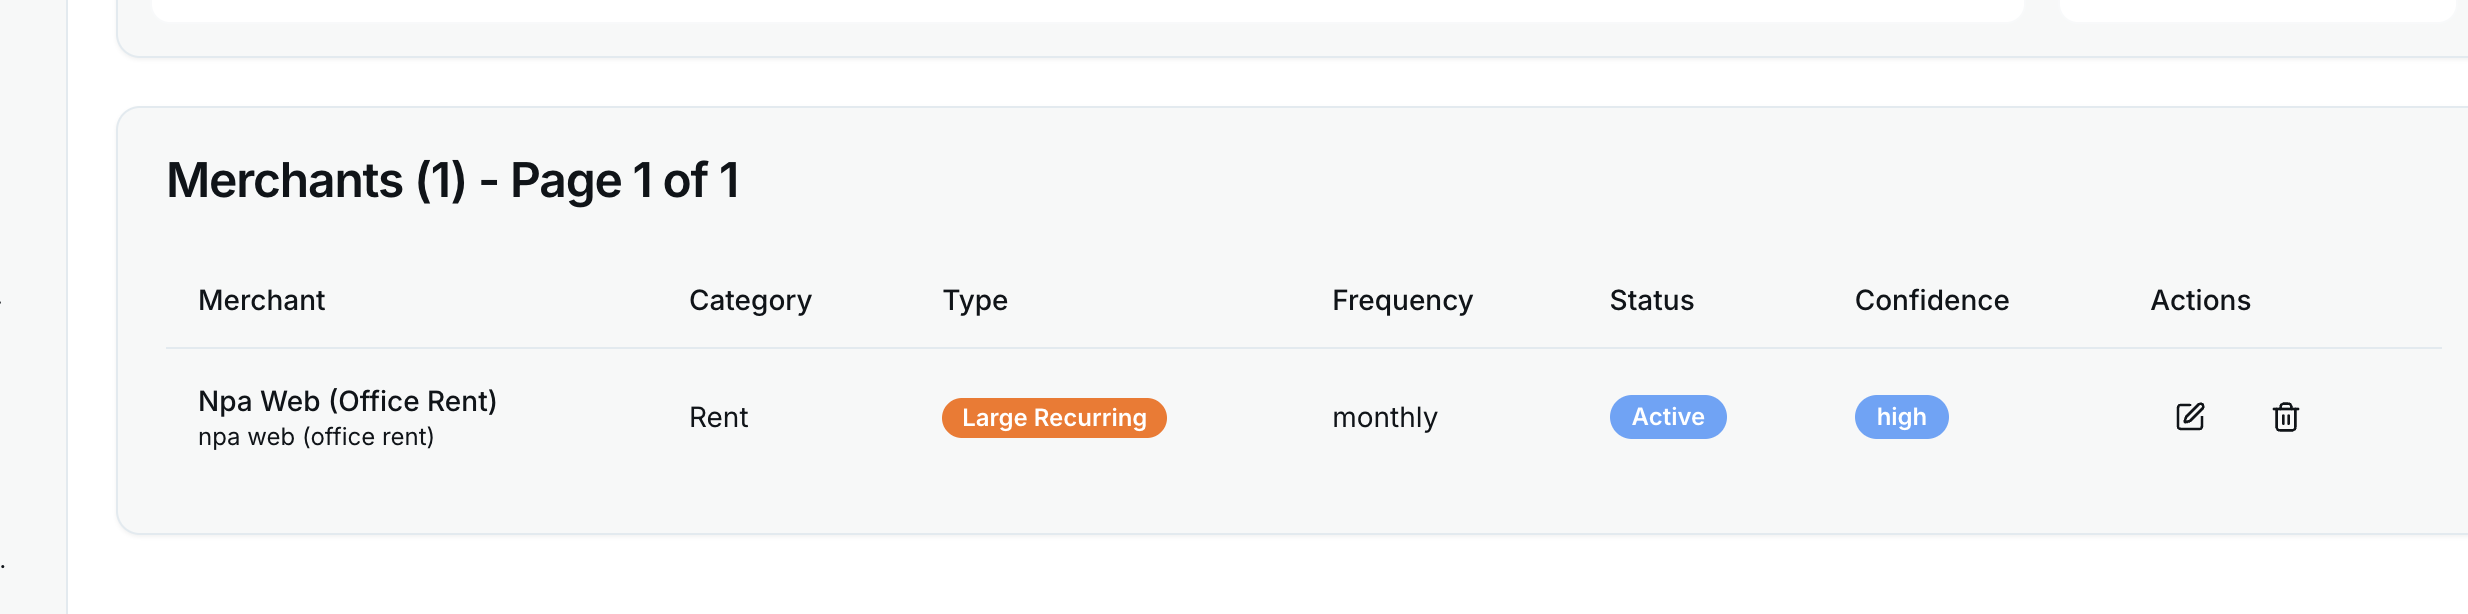 Merchants (1) - Page 1 of 1
Merchant Category Type Frequency Status Confidence Actions
Npa Web (Office Rent)
npa web (office rent)
Rent Large Recurring monthly Active high